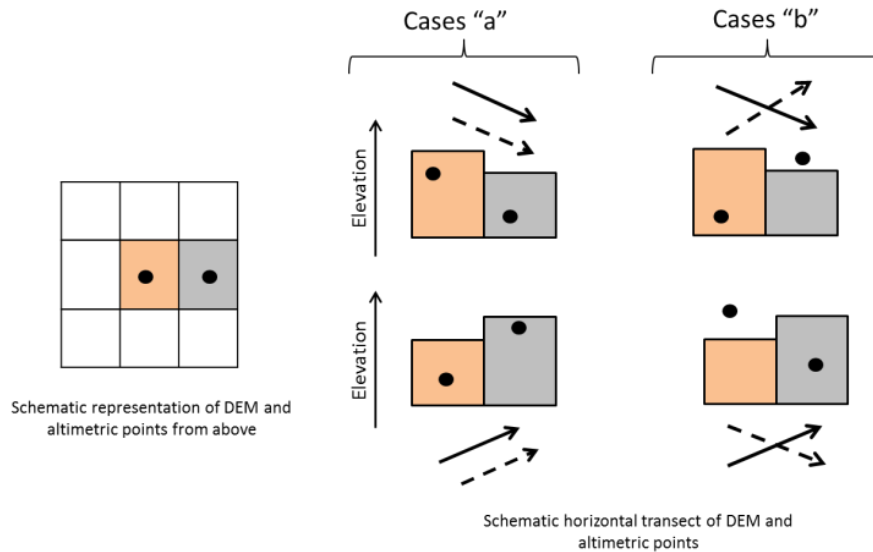 Cases “a”
Cases “b”
Elevation
Elevation
Schematic representation of DEM and
altimetric points from above
Schematic horizontal transect of DEM and
altimetric points